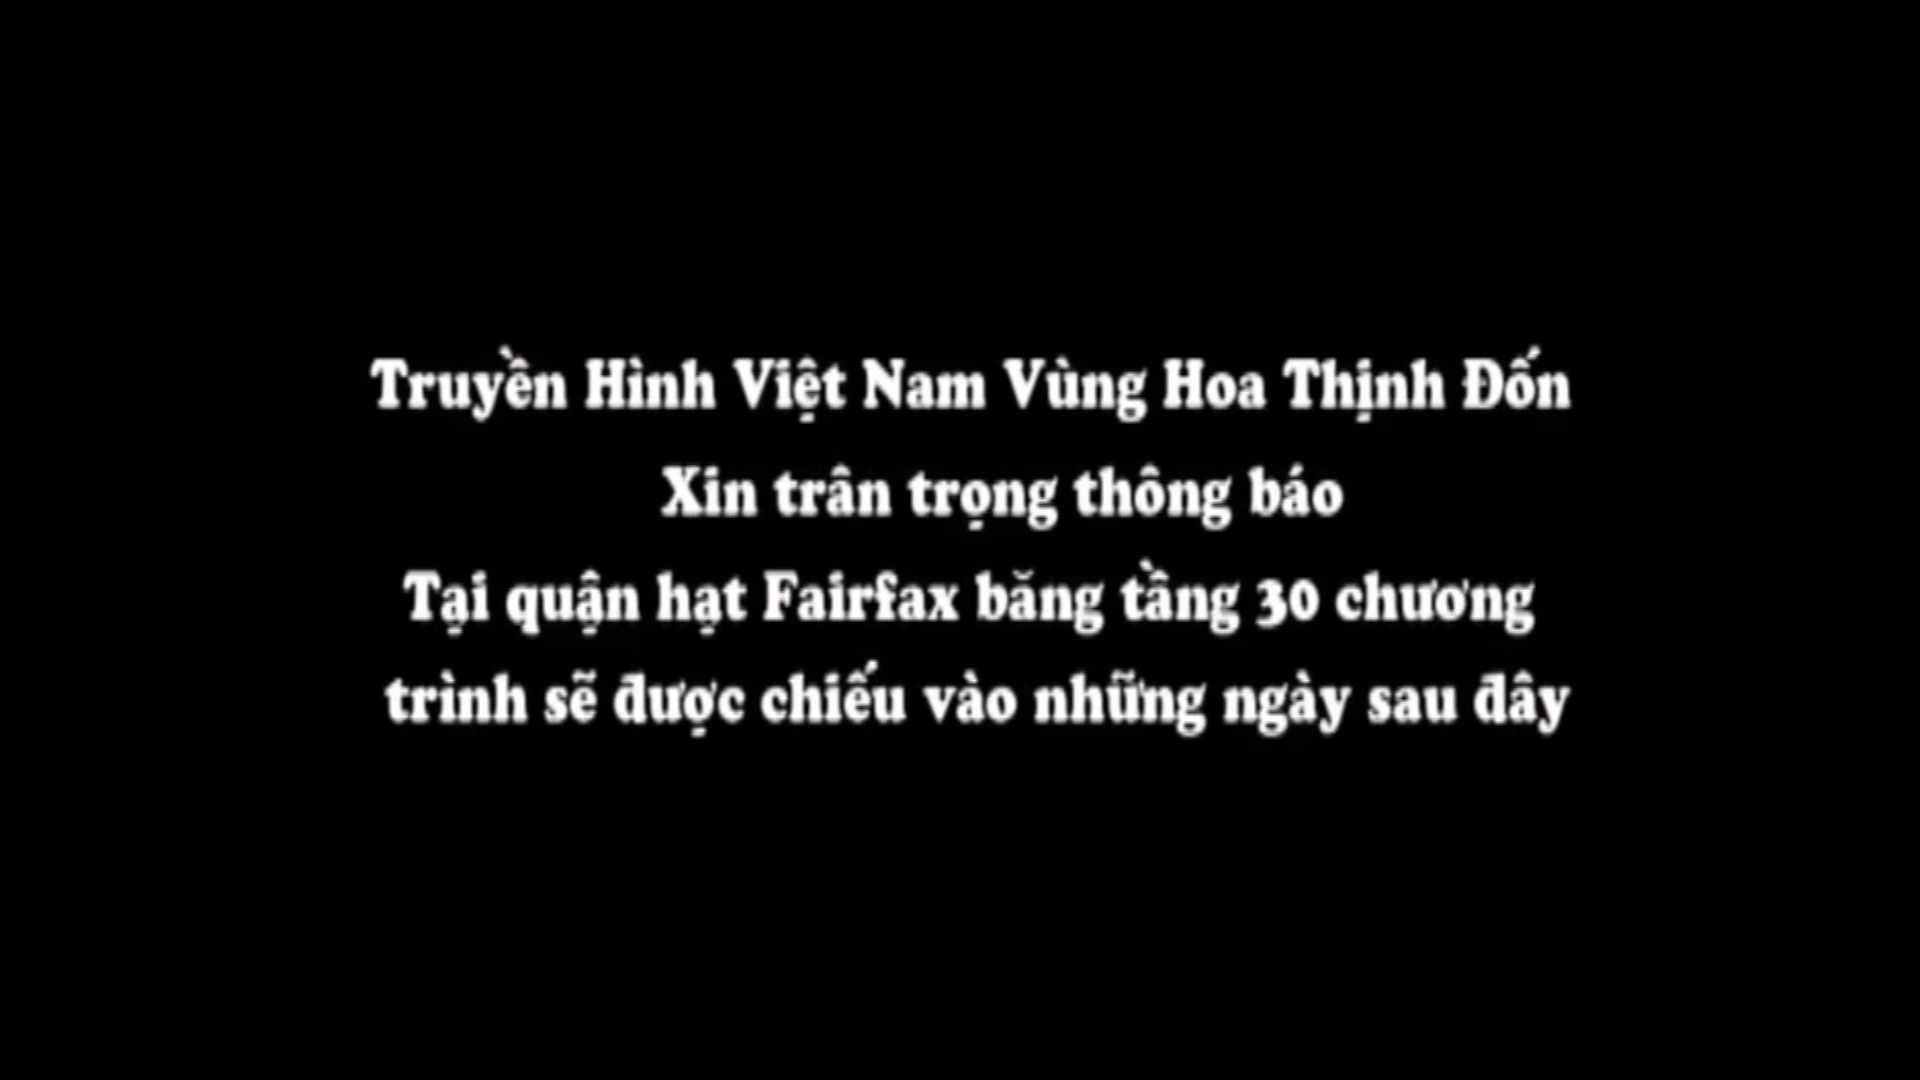 Truyền Hình Việt Nam Vùng Hoa Thịnh Đốn
Xin trân trọng thông báo
Tại quận hạt Fairfax băng tầng 30 chương
trình sẽ được chiếu vào những ngày sau đây